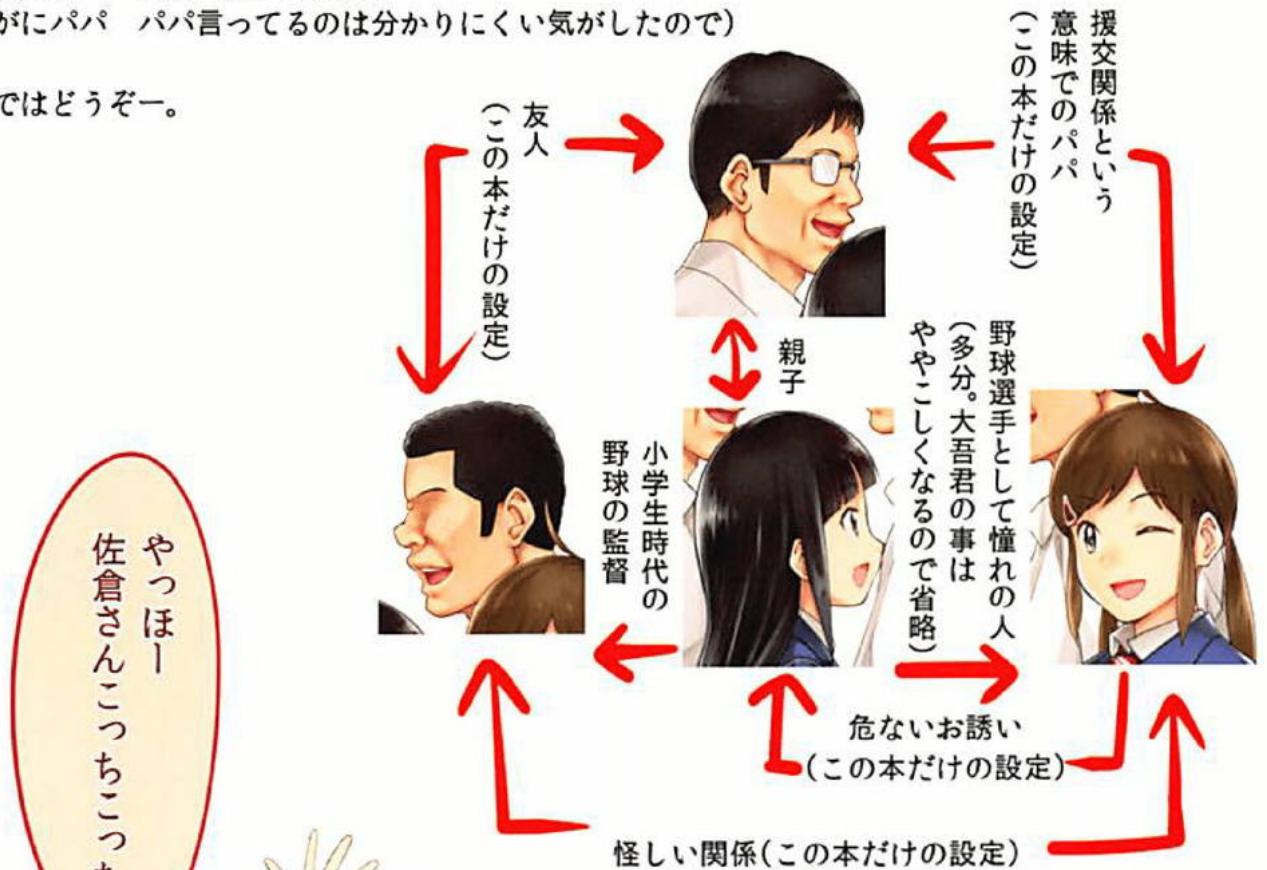 がにパパ　パパ言ってるのは分かりにくい気がしたので）
ではどうぞー。
援交関係という
意味でのパパ
（この本だけの設定）
友人
（この本だけの設定）
親子
野球選手として憧れの人
（多分。大吾君の事は
ややこしくなるので省略）
小学生時代の
野球の監督
危ないお誘い
（この本だけの設定）
怪しい関係（この本だけの設定）
やっほー
佐倉さんこっちこっ